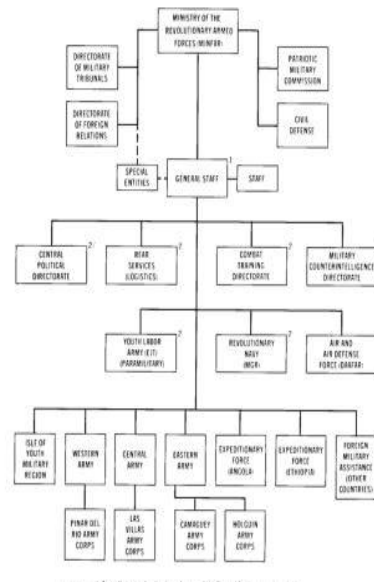 MINISTRY OF THE
REVOLUTIONARY ARMED
FORCES (MINFAR)
DIRECTORATE
OF MILITARY
TRIBUNALS
PATRIOTIC
MILITARY
COMMISSION
DIRECTORATE
OF FOREIGN
RELATIONS
CIVIL
DEFENSE
SPECIAL
ENTITIES
GENERAL STAFF
1
STAFF
CENTRAL
POLITICAL
DIRECTORATE
2
REAR
SERVICES
(LOGISTICS)
2
COMBAT
TRAINING
DIRECTORATE
2
MILITARY
COUNTERINTELLIGENCE
DIRECTORATE
YOUTH LABOR
ARMY (EJT)
(PARAMILITARY)
2
REVOLUTIONARY
NAVY
(MGR)
2
AIR AND
AIR DEFENSE
FORCE (DAAFAR)
ISLE OF
YOUTH
MILITARY
REGION
WESTERN
ARMY
CENTRAL
ARMY
EASTERN
ARMY
EXPEDITIONARY
FORCE
(ANGOLA)
EXPEDITIONARY
FORCE
(ETHIOPIA)
FOREIGN
MILITARY
ASSISTANCE
(OTHER
COUNTRIES)
PINAR DEL
RIO ARMY
CORPS
LAS
VILLAS
ARMY
CORPS
CAMAGUEY
ARMY
CORPS
HOLGUIN
ARMY
CORPS